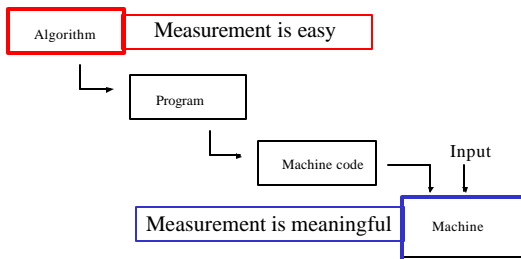 Algorithm
Measurement is easy
Program
Machine code
Input
Measurement is meaningful
Machine